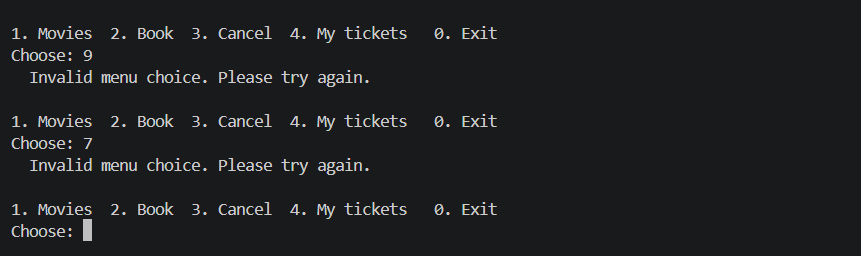 1. Movies  2. Book  3. Cancel  4. My tickets   0. Exit
Choose: 9
  Invalid menu choice. Please try again.
1. Movies  2. Book  3. Cancel  4. My tickets   0. Exit
Choose: 7
  Invalid menu choice. Please try again.
1. Movies  2. Book  3. Cancel  4. My tickets   0. Exit
Choose: